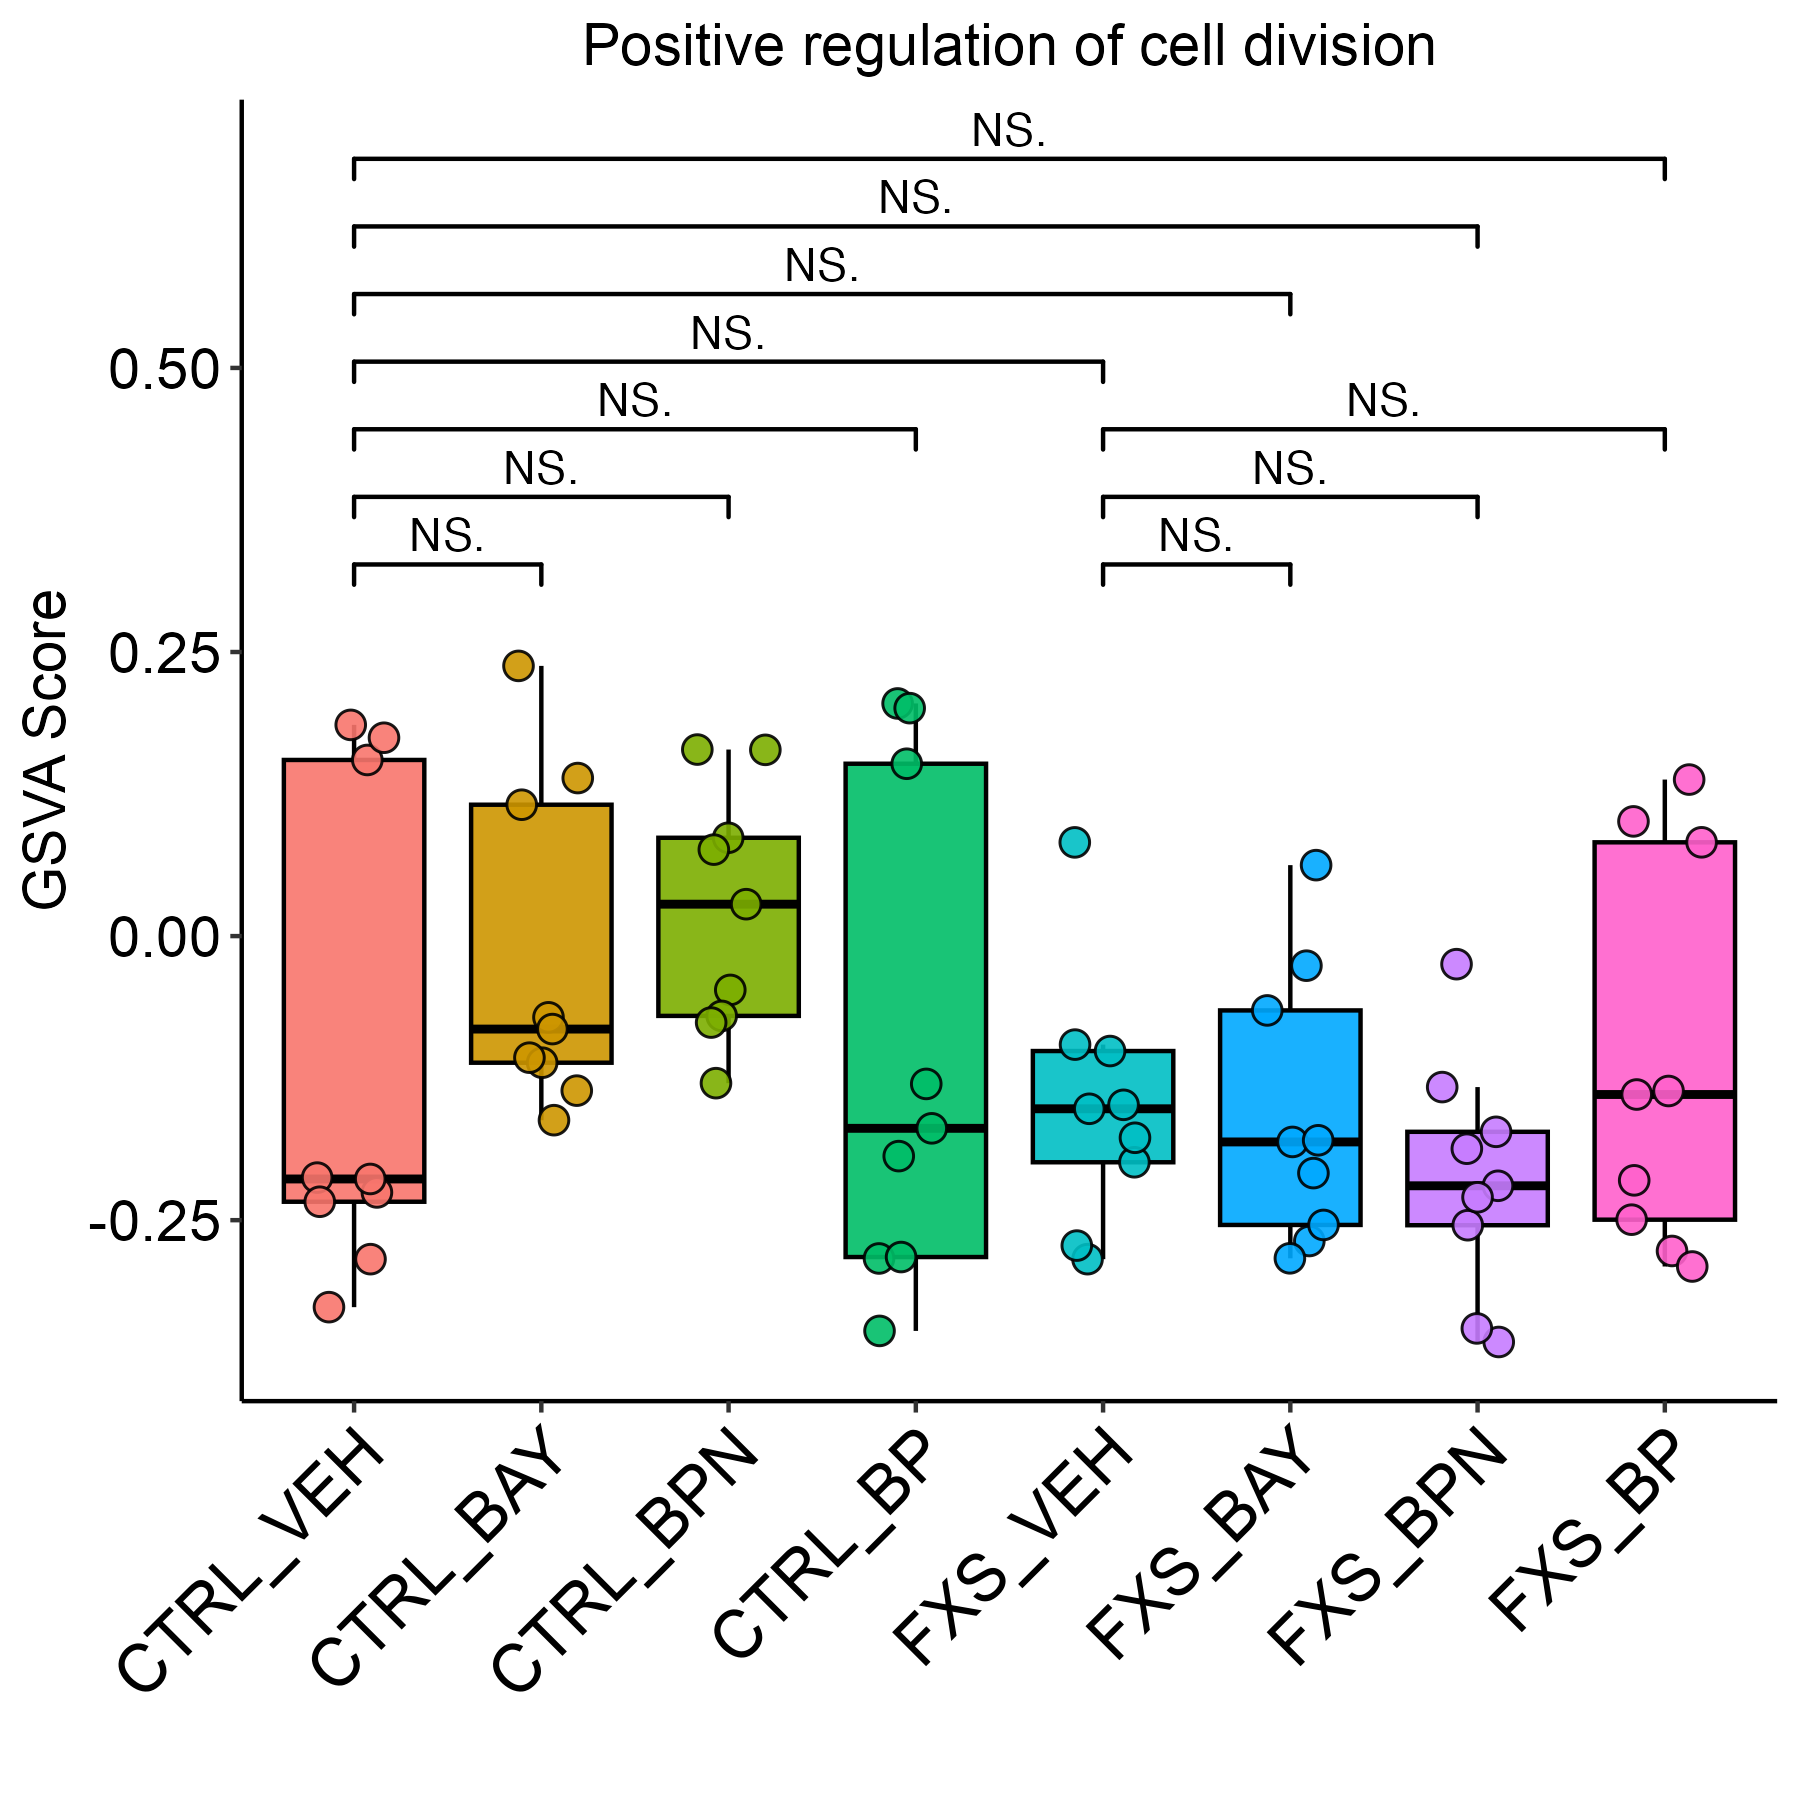 Positive regulation of cell division
NS.
NS.
NS.
NS.
NS.
NS.
NS.
NS.
NS.
NS.
GSVA Score
0.50
0.25
0.00
-0.25
CTRL_VEH
CTRL_BAY
CTRL_BPN
CTRL_BP
FXS_VEH
FXS_BAY
FXS_BPN
FXS_BP